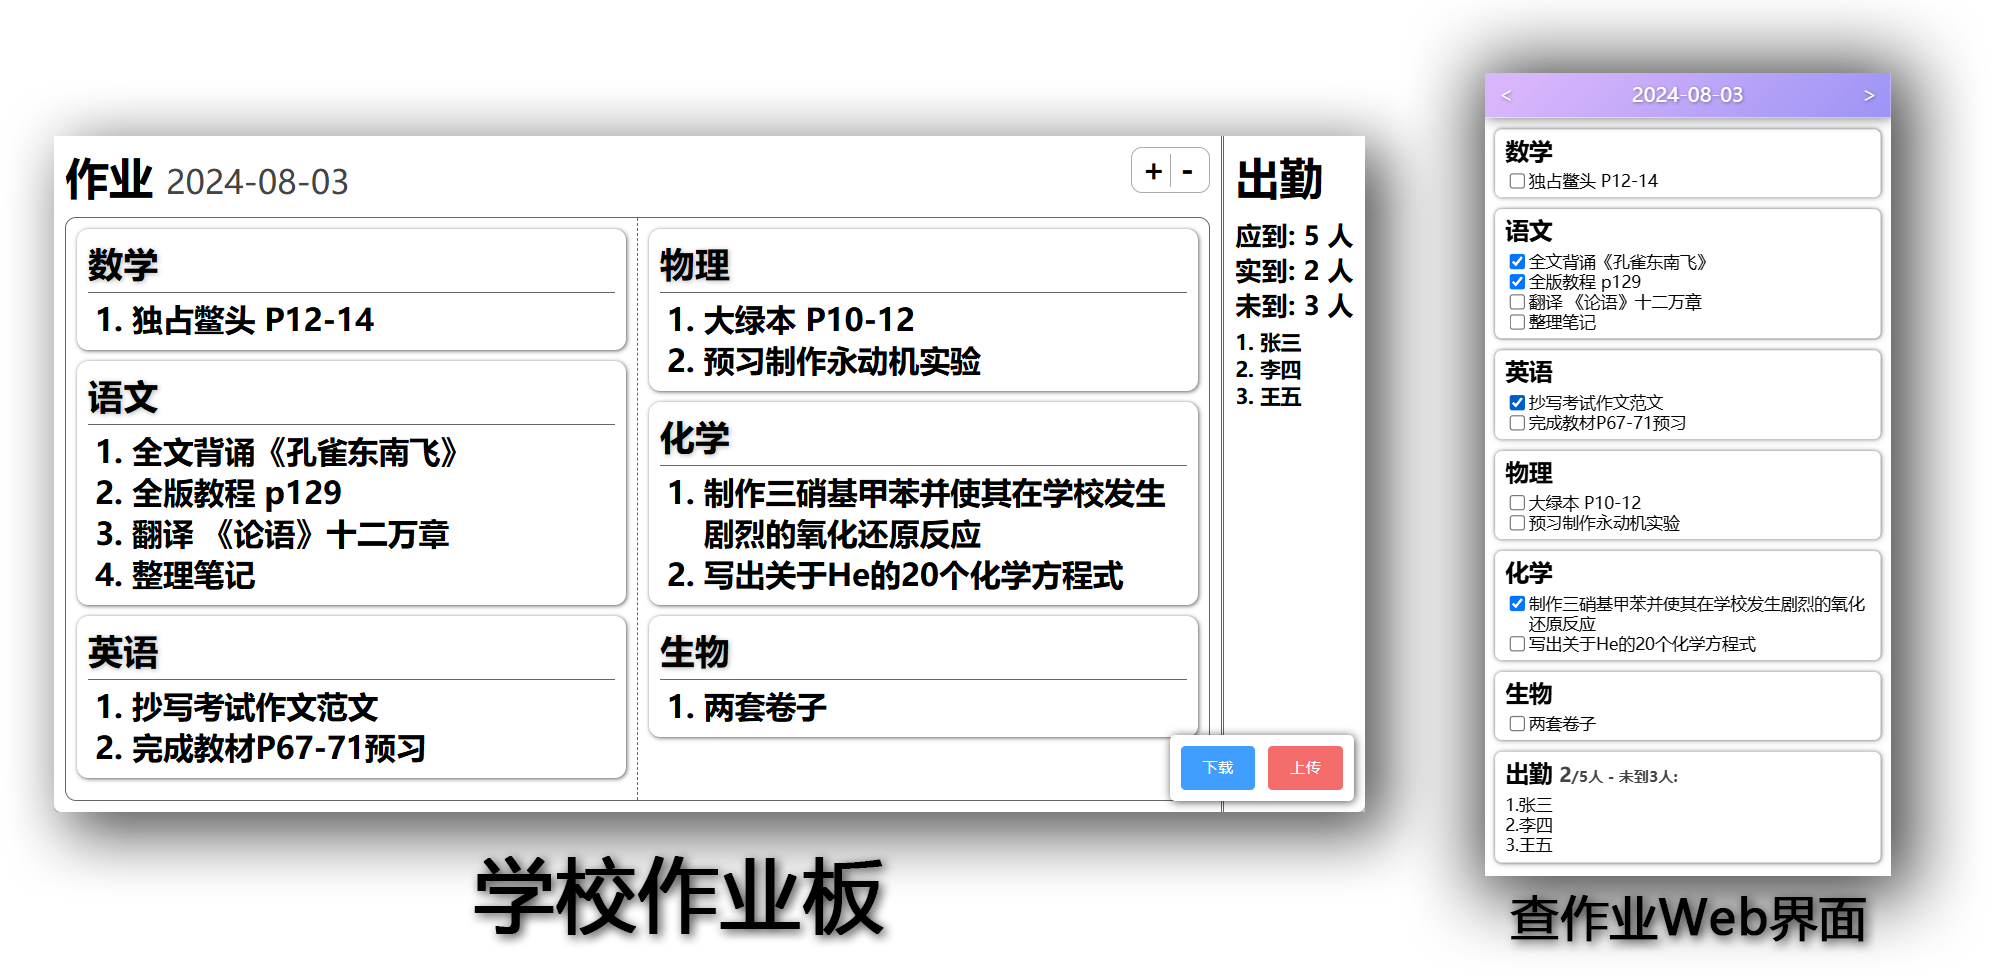 作业 2024-08-03
+ -
数学
1. 独占鳌头 P12-14
语文
1. 全文背诵《孔雀东南飞》
2. 全版教程 p129
3. 翻译 《论语》十二万章
4. 整理笔记
英语
1. 抄写考试作文范文
2. 完成教材P67-71预习
物理
1. 大绿本 P10-12
2. 预习制作永动机实验
化学
1. 制作三硝基甲苯并使其在学校发生
剧烈的氧化还原反应
2. 写出关于He的20个化学方程式
生物
1. 两套卷子
出勤
应到: 5 人
实到: 2 人
未到: 3 人
1. 张三
2. 李四
3. 王五
下载
上传
学校作业板
< 2024-08-03 >
数学
独占鳌头 P12-14
语文
全文背诵《孔雀东南飞》
全版教程 p129
翻译 《论语》十二万章
整理笔记
英语
抄写考试作文范文
完成教材P67-71预习
物理
大绿本 P10-12
预习制作永动机实验
化学
制作三硝基甲苯并使其在学校发生剧烈的氧化
还原反应
写出关于He的20个化学方程式
生物
两套卷子
出勤 2/5人 - 未到3人:
1.张三
2.李四
3.王五
查作业Web界面